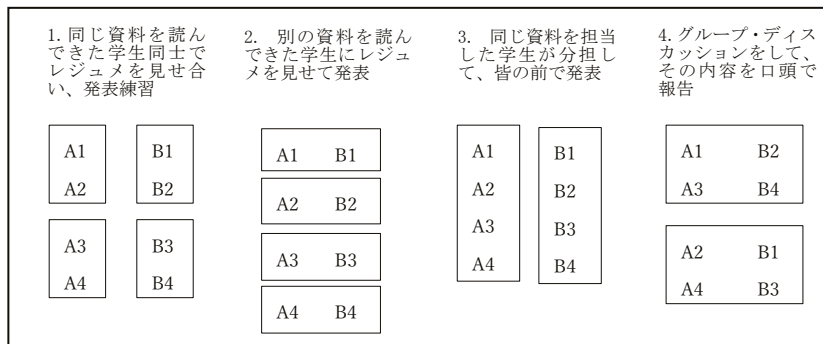 1. 同じ資料を読ん
できた学生同士で
レジュメを見せ合
い、発表練習
A1 B1
A2 B2
A3 B3
A4 B4
2. 別の資料を読ん
できた学生にレジュ
メを見せて発表
A1 B1
A2 B2
A3 B3
A4 B4
3. 同じ資料を担当
した学生が分担し
て、皆の前で発表
A1 B1
A2 B2
A3 B3
A4 B4
4. グループ・ディス
カッションをして、
その内容を口頭で
報告
A1 B2
A3 B4
A2 B1
A4 B3